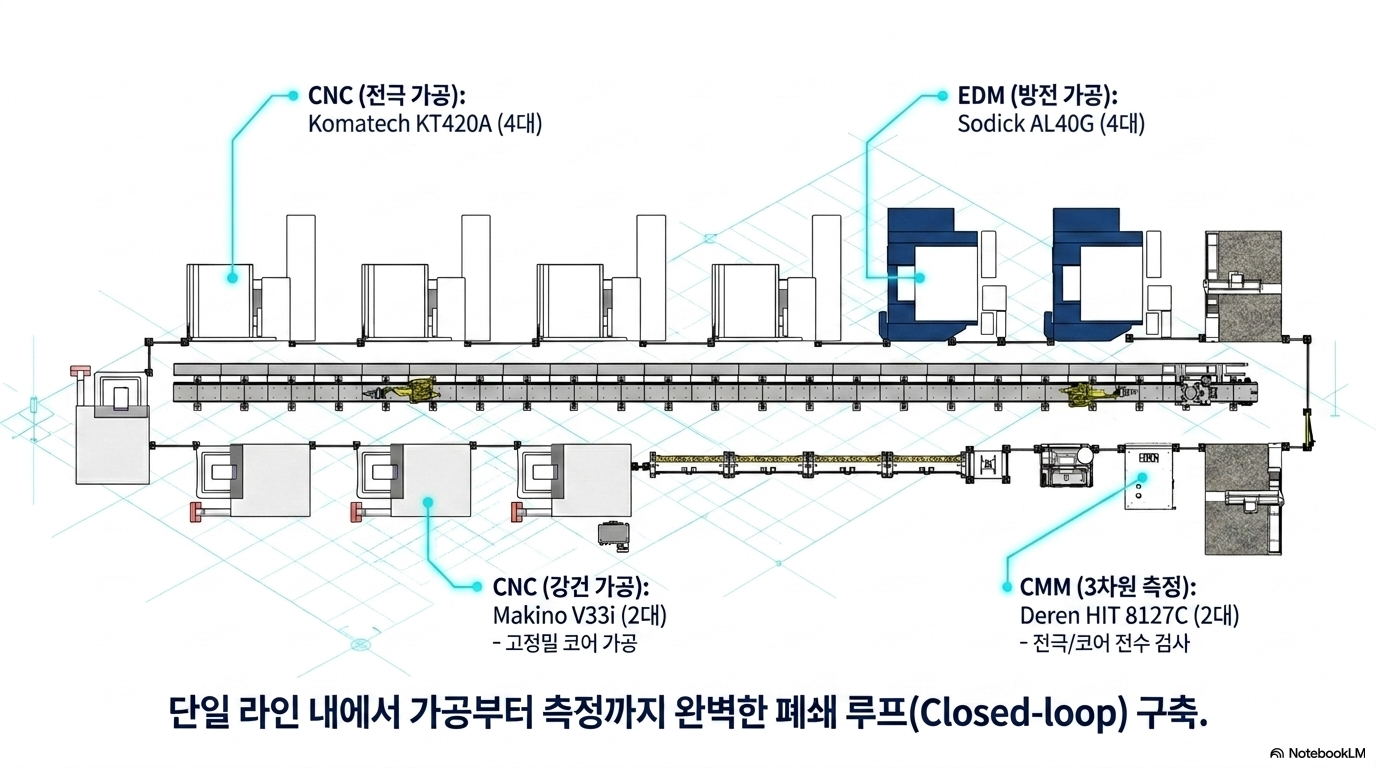 CNC (전극 가공):
Komatech KT420A (4대)
EDM (방전 가공):
Sodick AL40G (4대)
CNC (강건 가공):
Makino V33i (2대)
- 고정밀 코어 가공
CMM (3차원 측정):
Deren HIT 8127C (2대)
- 전극/코어 전수 검사
단일 라인 내에서 가공부터 측정까지 완벽한 폐쇄 루프(Closed-loop) 구축.
NotebookLM